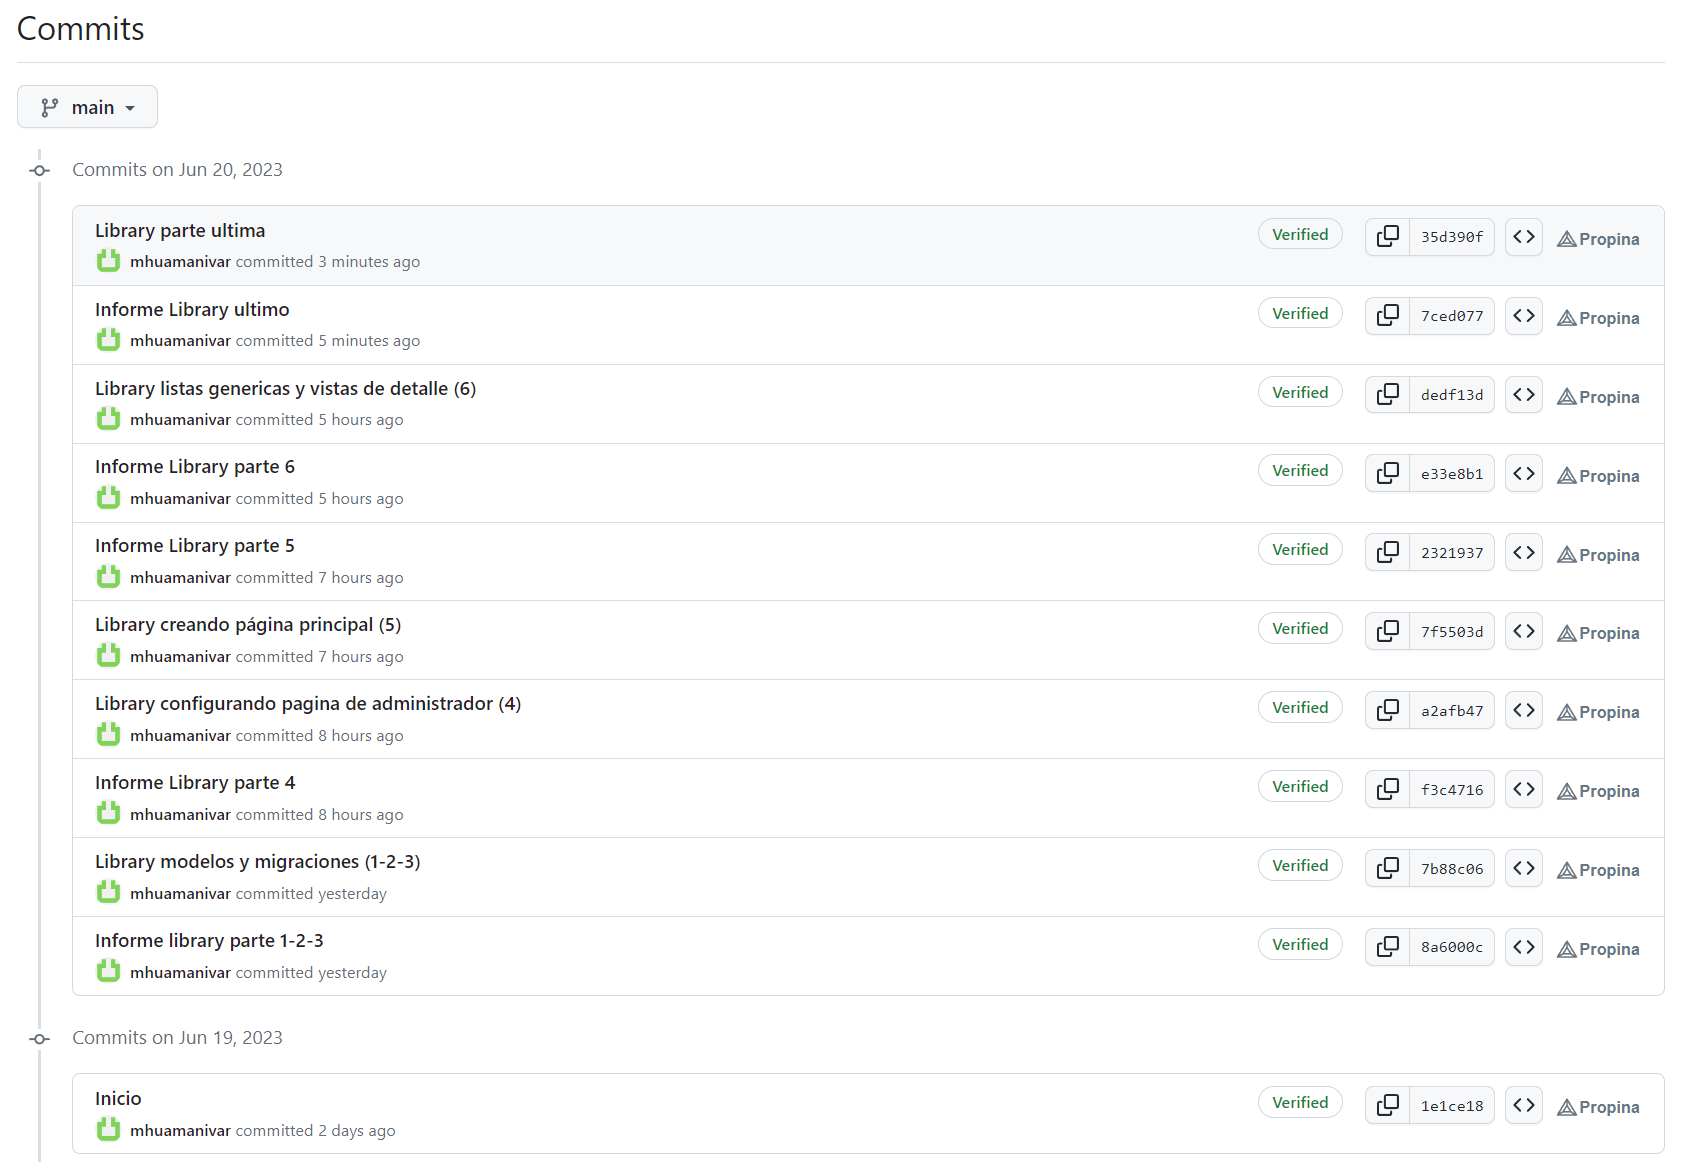 Commits
main
Commits on Jun 20, 2023
Library parte ultima
Verified 35d390f Propina
mhuamanivar committed 3 minutes ago
Informe Library ultimo
Verified 7ced077 Propina
mhuamanivar committed 5 minutes ago
Library listas genericas y vistas de detalle (6)
Verified dedf13d Propina
mhuamanivar committed 5 hours ago
Informe Library parte 6
Verified e33e8b1 Propina
mhuamanivar committed 5 hours ago
Informe Library parte 5
Verified 2321937 Propina
mhuamanivar committed 7 hours ago
Library creando página principal (5)
Verified 7f5503d Propina
mhuamanivar committed 7 hours ago
Library configurando pagina de administrador (4)
Verified a2afb47 Propina
mhuamanivar committed 8 hours ago
Informe Library parte 4
Verified f3c4716 Propina
mhuamanivar committed 8 hours ago
Library modelos y migraciones (1-2-3)
Verified 7b88c06 Propina
mhuamanivar committed yesterday
Informe library parte 1-2-3
Verified 8a6000c Propina
mhuamanivar committed yesterday
Commits on Jun 19, 2023
Inicio
Verified 1e1ce18 Propina
mhuamanivar committed 2 days ago